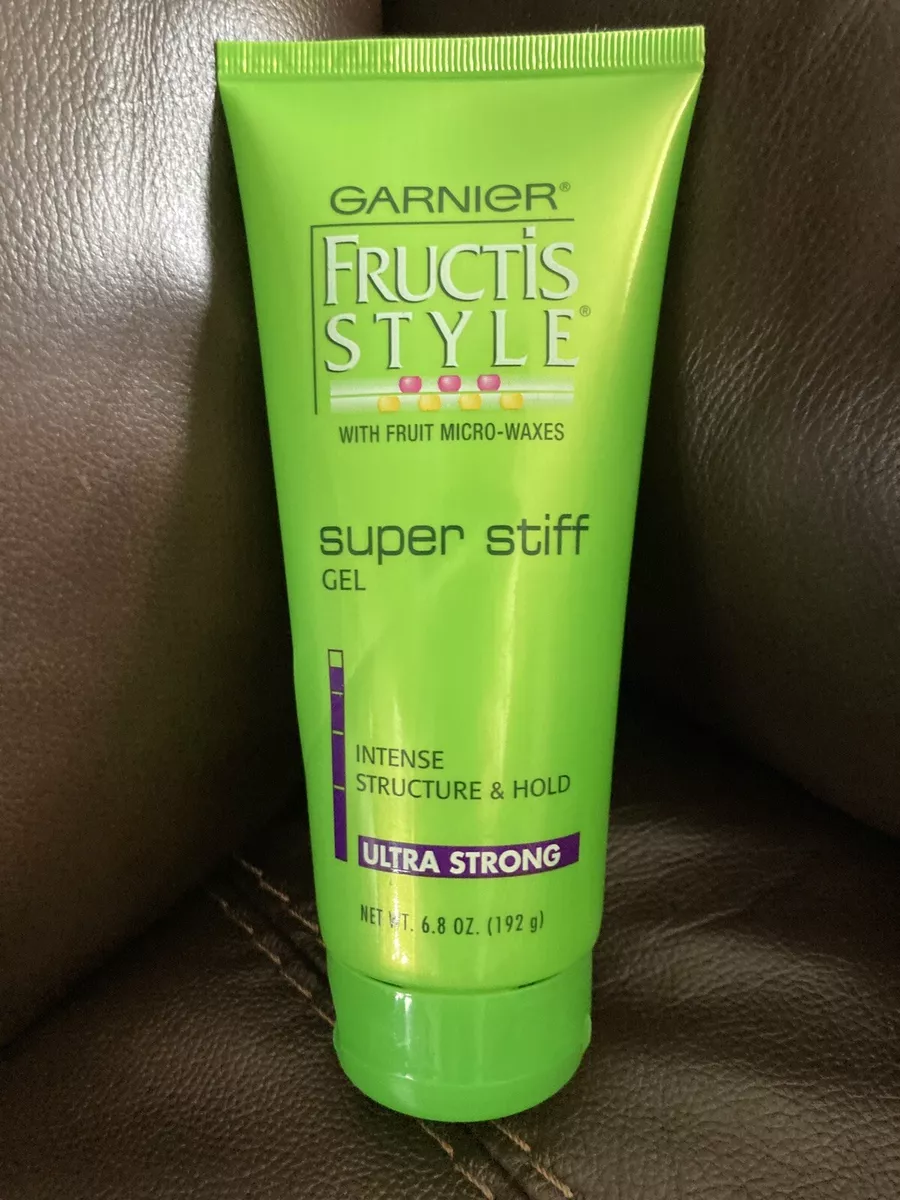 GARNIER®
FRUCTIS
STYLE®
WITH FRUIT MICRO-WAXES
super stiff
GEL
INTENSE
STRUCTURE & HOLD
ULTRA STRONG
NET WT. 6.8 OZ. (192 g)